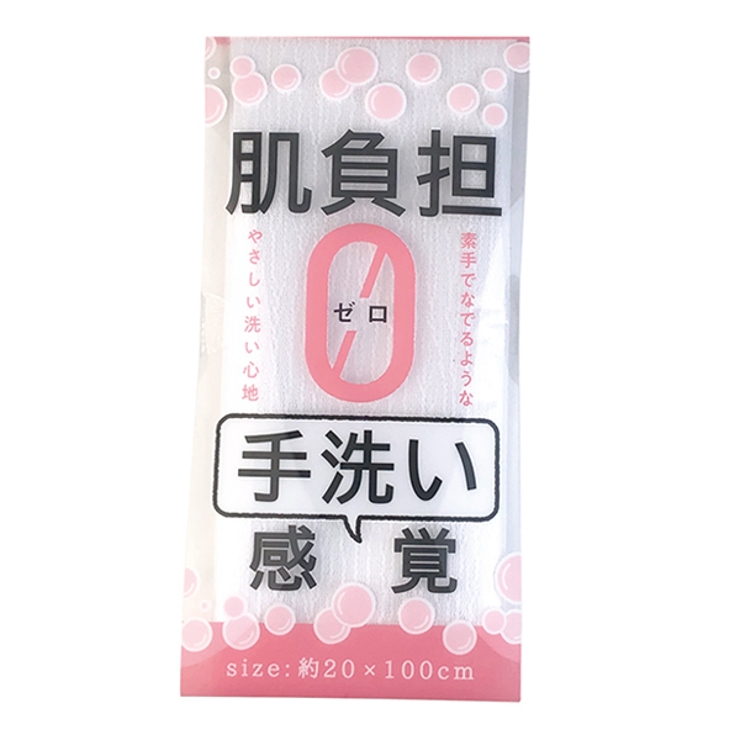 肌負担
0
ゼロ
素手でなでるような
やさしい洗い心地
手洗い
感覚
size:約20×100cm